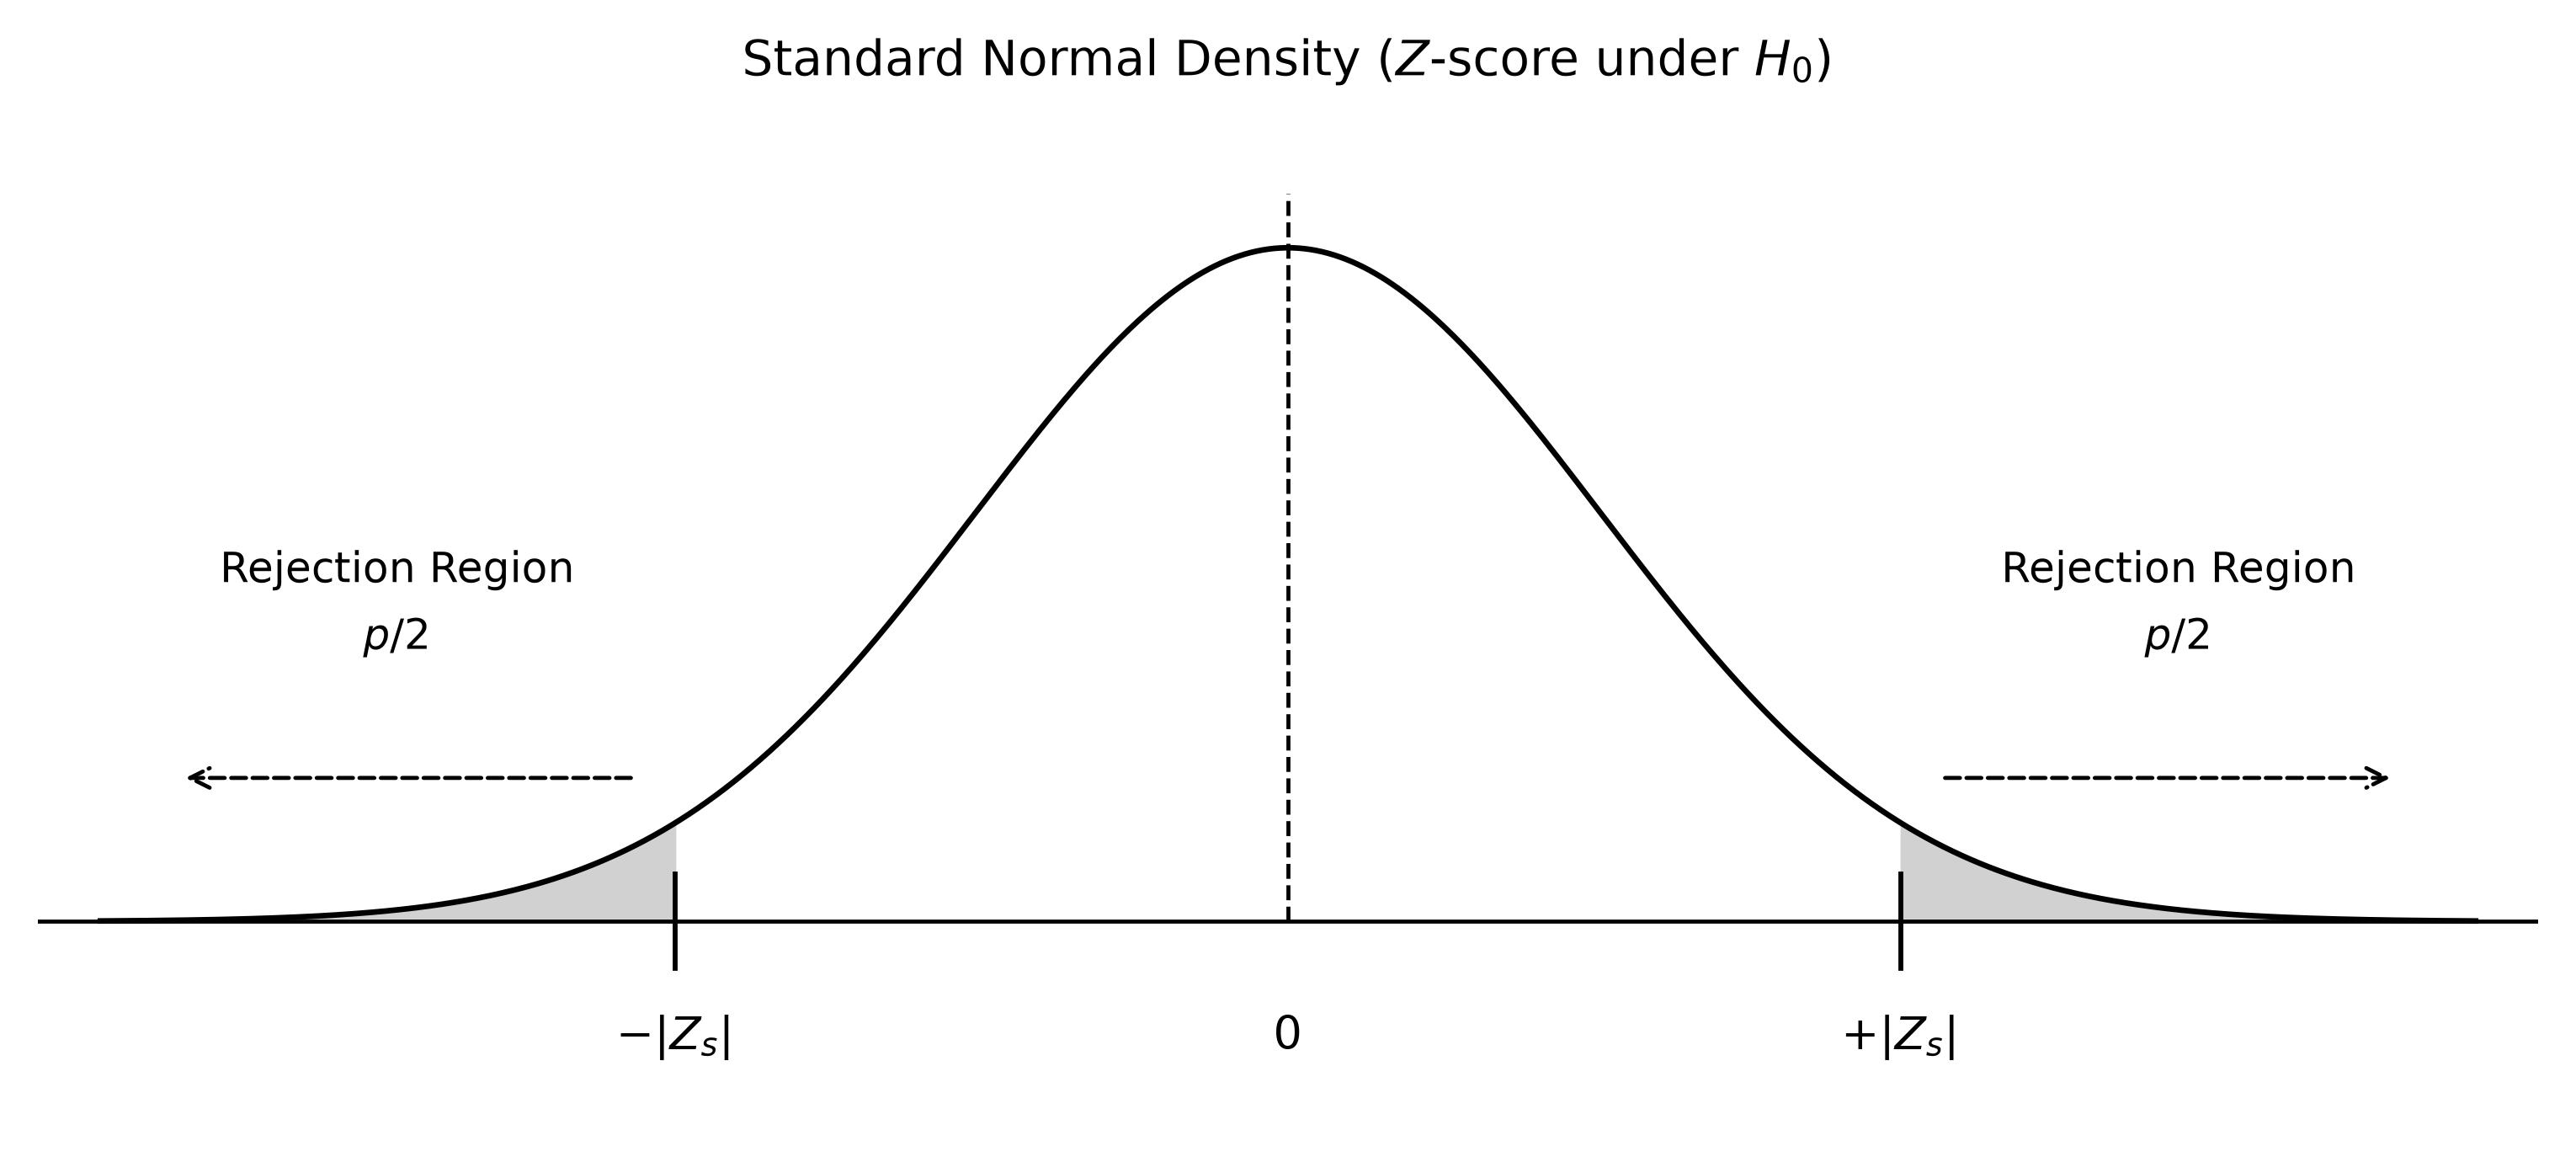 Standard Normal Density (Z-score under H₀)
Rejection Region
p/2
Rejection Region
p/2
−|Zₛ|
0
+|Zₛ|